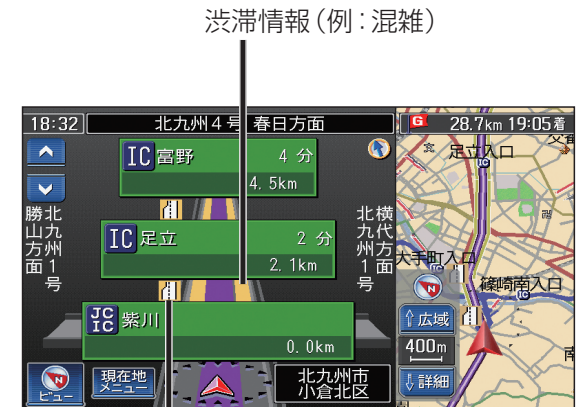 渋滞情報（例：混雑）
18:32
北九州4号 春日方面
G 28.7km 19:05着
IC 富野 4 分
4.5km
IC 足立 2 分
2.1km
JC IC 紫川
0.0km
勝山方面
北九州1号
北九州1号
横代方面
ビュー
現在地
メニュー
北九州市
小倉北区
足立入口
IC
大手町入口
篠崎南入口
IC
広域
400m
詳細
南